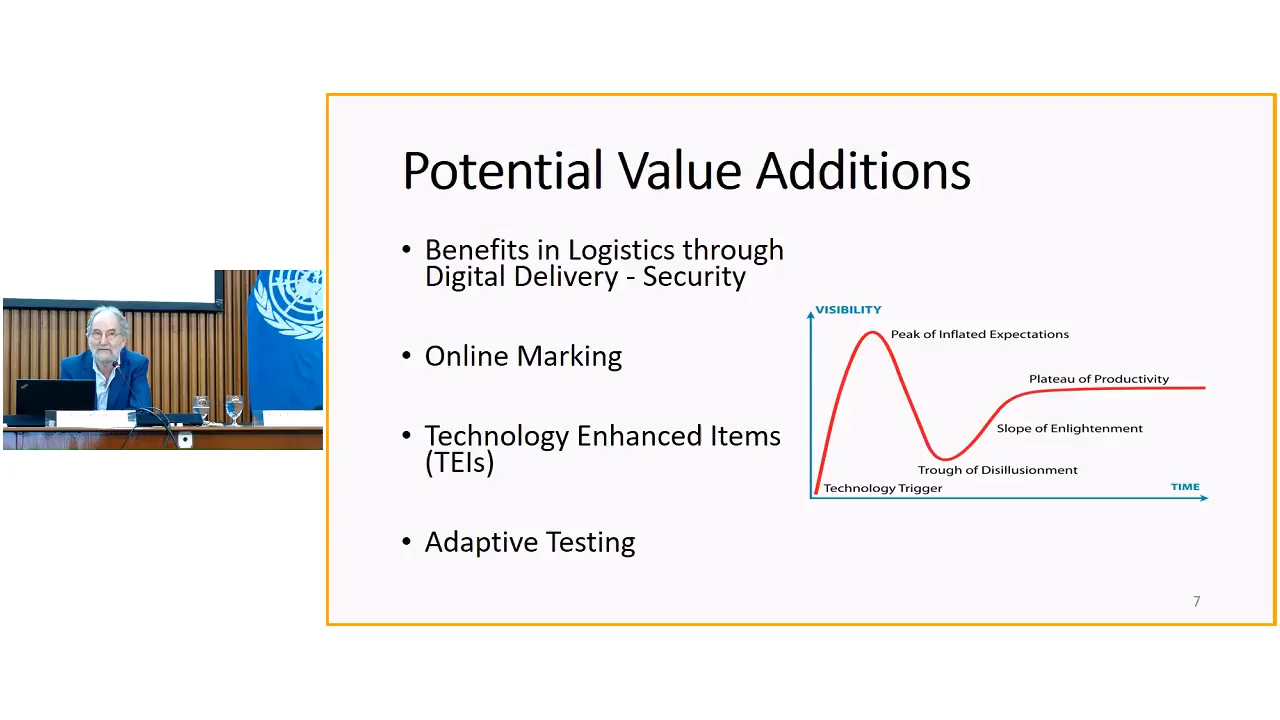 Potential Value Additions
• Benefits in Logistics through
Digital Delivery - Security
• Online Marking
• Technology Enhanced Items
(TEIs)
• Adaptive Testing
VISIBILITY
Peak of Inflated Expectations
Plateau of Productivity
Slope of Enlightenment
Trough of Disillusionment
Technology Trigger
TIME
7